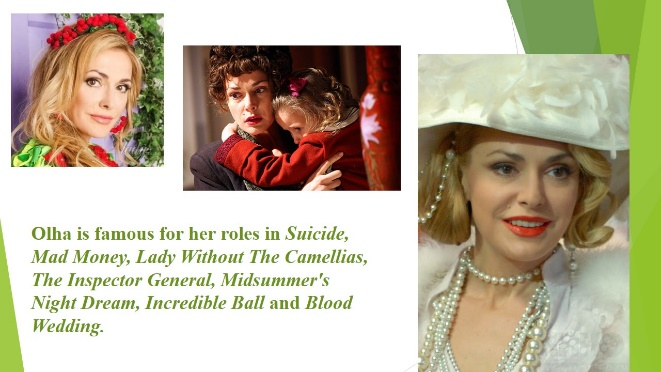 Olha is famous for her roles in Suicide,
Mad Money, Lady Without The Camellias,
The Inspector General, Midsummer's
Night Dream, Incredible Ball and Blood
Wedding.